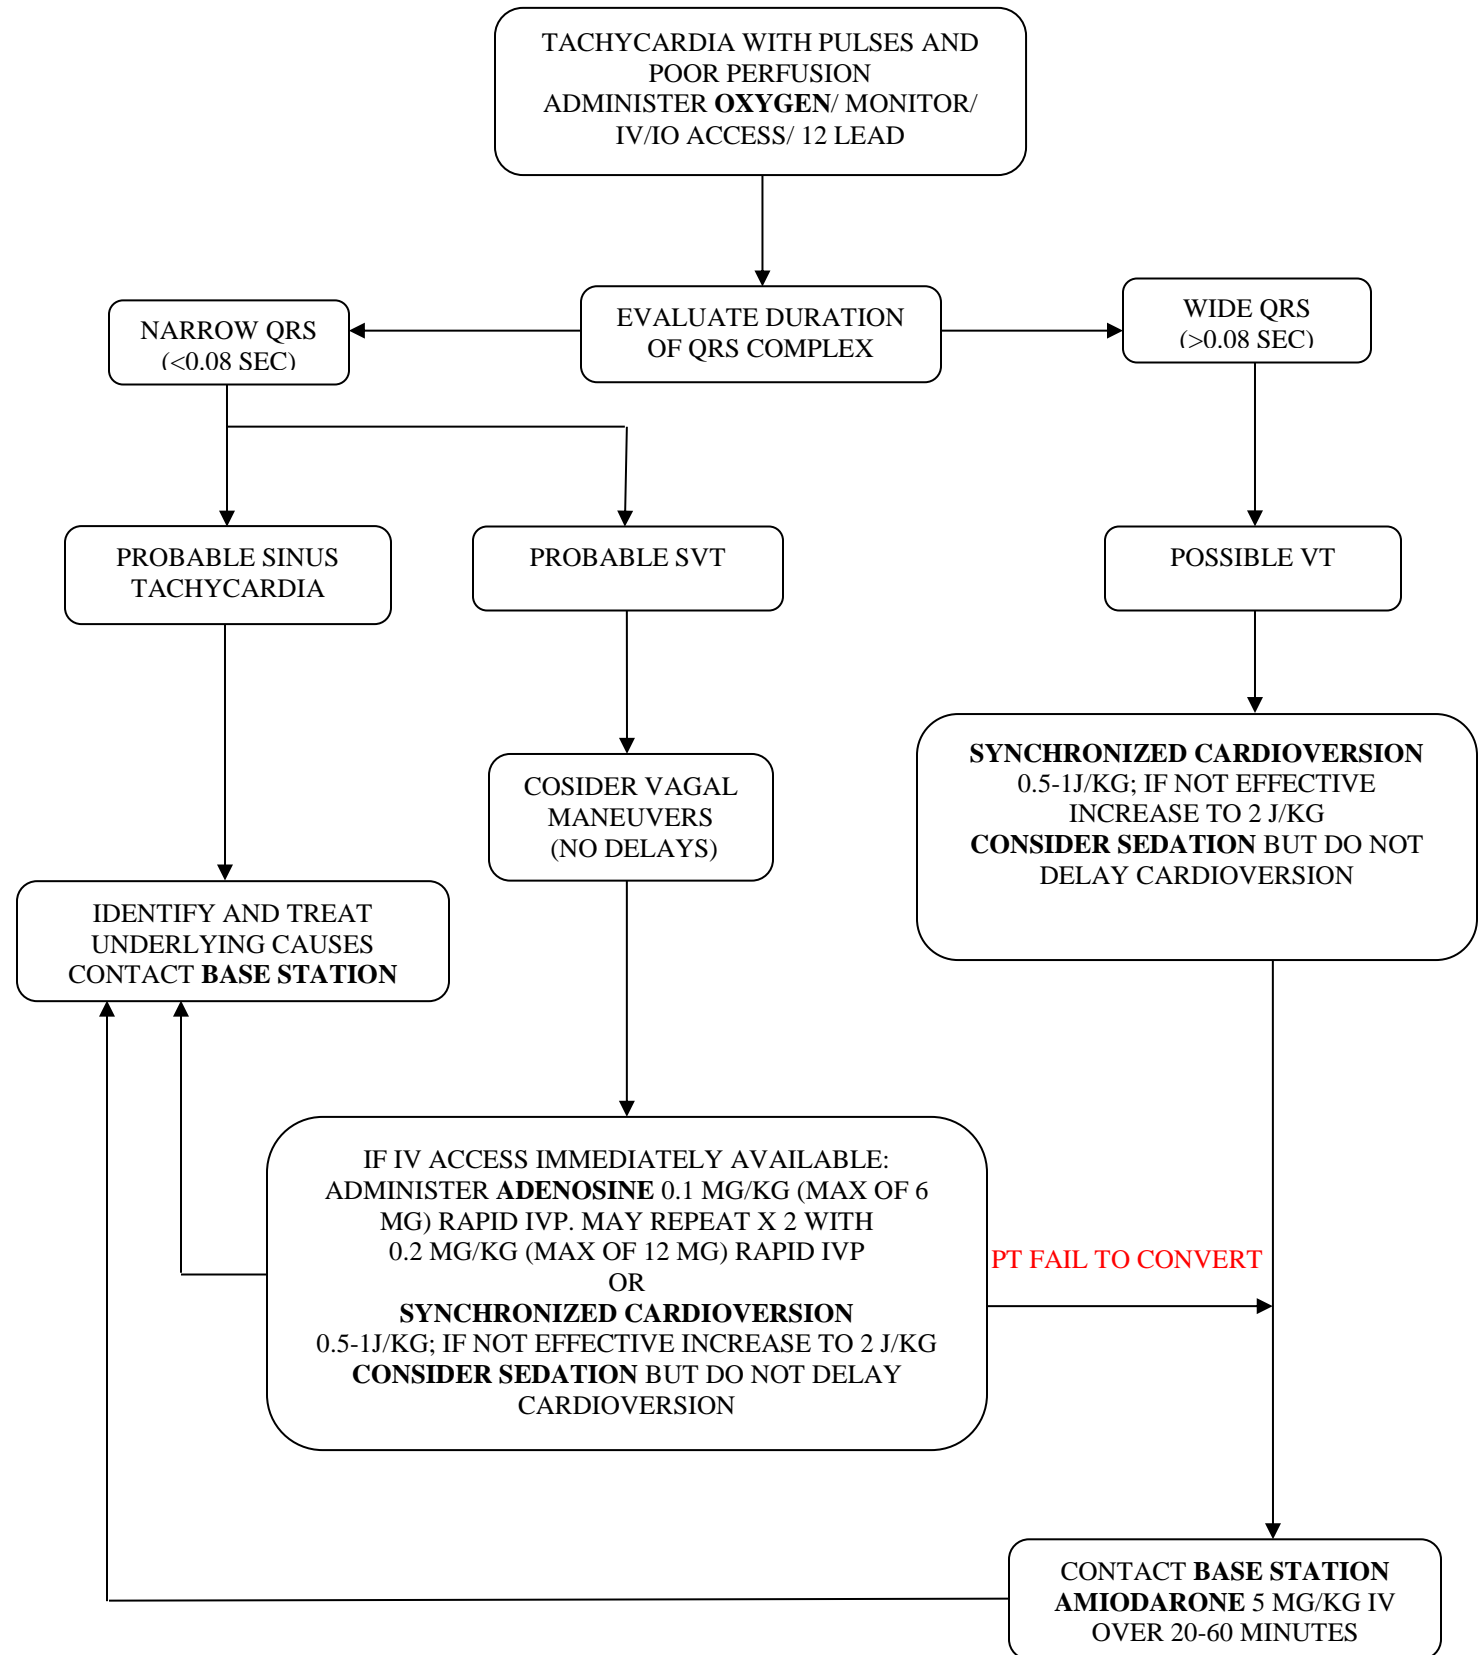 TACHYCARDIA WITH PULSES AND
POOR PERFUSION
ADMINISTER OXYGEN/ MONITOR/
IV/IO ACCESS/ 12 LEAD
NARROW QRS
(<0.08 SEC)
EVALUATE DURATION
OF QRS COMPLEX
WIDE QRS
(>0.08 SEC)
PROBABLE SINUS
TACHYCARDIA
PROBABLE SVT
POSSIBLE VT
COSIDER VAGAL
MANEUVERS
(NO DELAYS)
SYNCHRONIZED CARDIOVERSION
0.5-1J/KG; IF NOT EFFECTIVE
INCREASE TO 2 J/KG
CONSIDER SEDATION BUT DO NOT
DELAY CARDIOVERSION
IDENTIFY AND TREAT
UNDERLYING CAUSES
CONTACT BASE STATION
IF IV ACCESS IMMEDIATELY AVAILABLE:
ADMINISTER ADENOSINE 0.1 MG/KG (MAX OF 6
MG) RAPID IVP. MAY REPEAT X 2 WITH
0.2 MG/KG (MAX OF 12 MG) RAPID IVP
OR
SYNCHRONIZED CARDIOVERSION
0.5-1J/KG; IF NOT EFFECTIVE INCREASE TO 2 J/KG
CONSIDER SEDATION BUT DO NOT DELAY
CARDIOVERSION
PT FAIL TO CONVERT
CONTACT BASE STATION
AMIODARONE 5 MG/KG IV
OVER 20-60 MINUTES